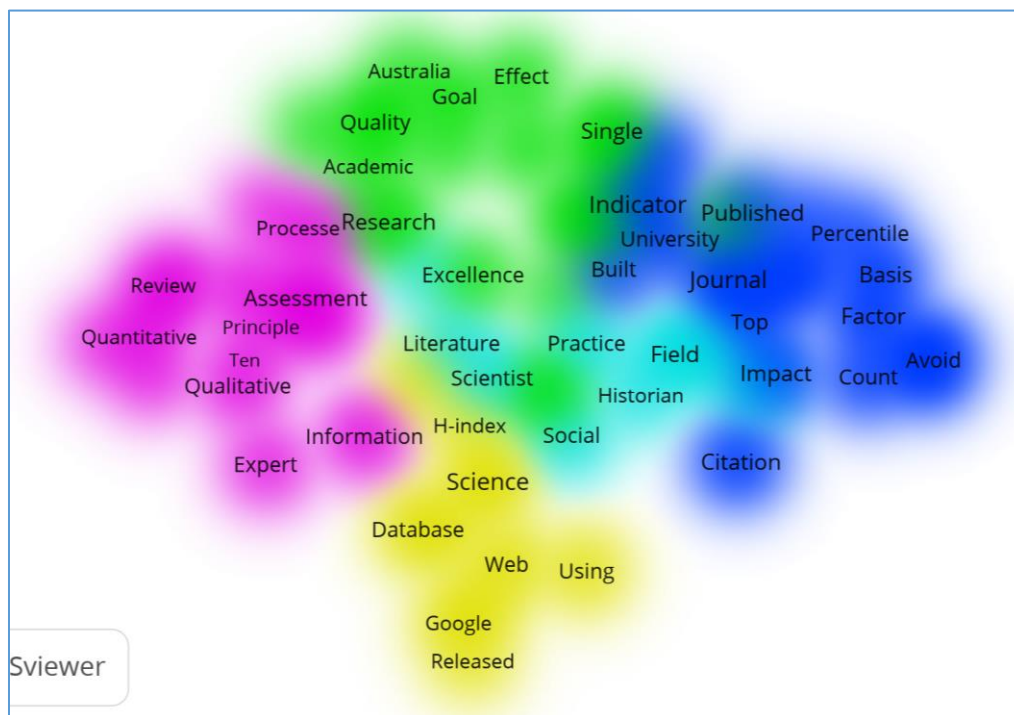 Australia
Effect
Goal
Quality
Single
Academic
Indicator
Published
Processe
Research
University
Percentile
Built
Excellence
Journal
Basis
Review
Assessment
Factor
Principle
Top
Quantitative
Literature
Practice
Field
Avoid
Ten
Impact
Count
Qualitative
Scientist
Historian
H-index
Information
Social
Expert
Citation
Science
Database
Web
Using
Google
Released
Sviewer